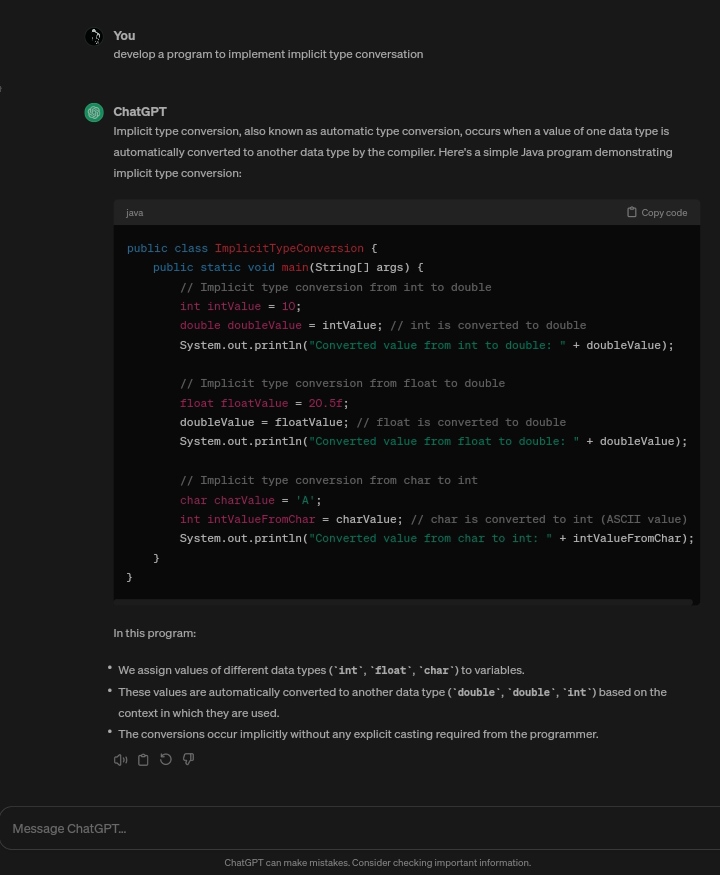 You
develop a program to implement implicit type conversation
ChatGPT
Implicit type conversion, also known as automatic type conversion, occurs when a value of one data type is
automatically converted to another data type by the compiler. Here's a simple Java program demonstrating
implicit type conversion:
java
Copy code
public class ImplicitTypeConversion {
    public static void main(String[] args) {
        // Implicit type conversion from int to double
        int intValue = 10;
        double doubleValue = intValue; // int is converted to double
        System.out.println("Converted value from int to double: " + doubleValue);
        // Implicit type conversion from float to double
        float floatValue = 20.5f;
        doubleValue = floatValue; // float is converted to double
        System.out.println("Converted value from float to double: " + doubleValue);
        // Implicit type conversion from char to int
        char charValue = 'A';
        int intValueFromChar = charValue; // char is converted to int (ASCII value)
        System.out.println("Converted value from char to int: " + intValueFromChar);
    }
}
In this program:
• We assign values of different data types (`int`, `float`, `char`) to variables.
• These values are automatically converted to another data type (`double`, `double`, `int`) based on the
context in which they are used.
• The conversions occur implicitly without any explicit casting required from the programmer.
Message ChatGPT...
ChatGPT can make mistakes. Consider checking important information.